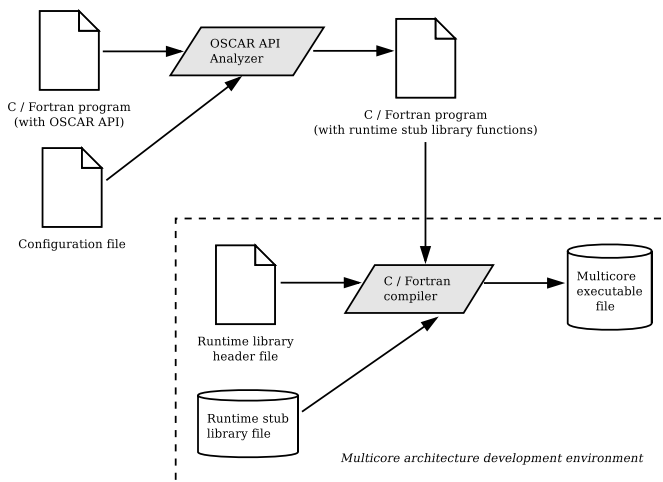 OSCAR API
Analyzer
C / Fortran program
(with OSCAR API)
C / Fortran program
(with runtime stub library functions)
Configuration file
C / Fortran
compiler
Multicore
executable
file
Runtime library
header file
Runtime stub
library file
Multicore architecture development environment